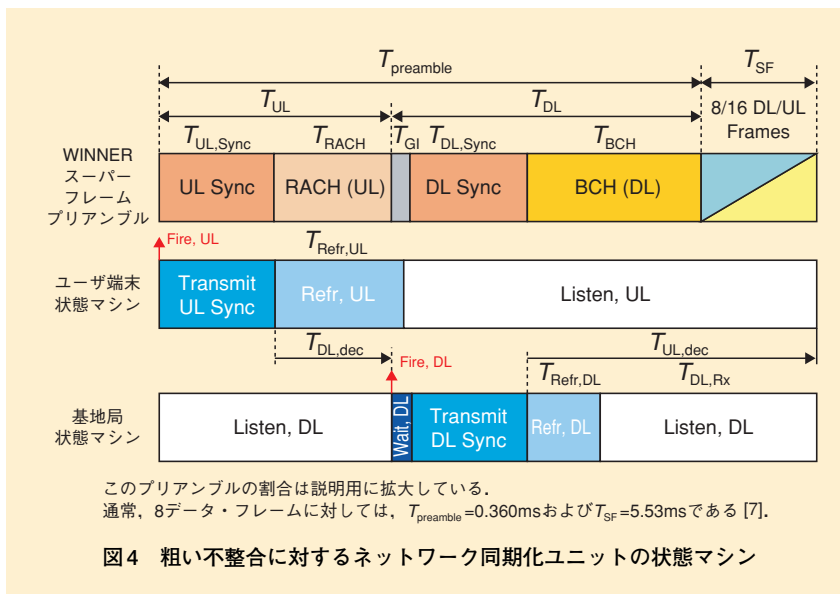 T_preamble T_SF
T_UL T_DL 8/16 DL/UL
Frames
T_UL,Sync T_RACH T_GI T_DL,Sync T_BCH
WINNER
スーパー
フレーム
プリアンブル
UL Sync RACH (UL) DL Sync BCH (DL)
Fire, UL T_Refr,UL
ユーザ端末
状態マシン
Transmit
UL Sync
Refr, UL Listen, UL
T_DL,dec Fire, DL T_UL,dec
T_Refr,DL T_DL,Rx
基地局
状態マシン
Listen, DL
Wait, DL
Transmit
DL Sync
Refr, DL Listen, DL
このプリアンブルの割合は説明用に拡大している.
通常，8データ・フレームに対しては，T_preamble=0.360msおよびT_SF=5.53msである [7].
図4 粗い不整合に対するネットワーク同期化ユニットの状態マシン